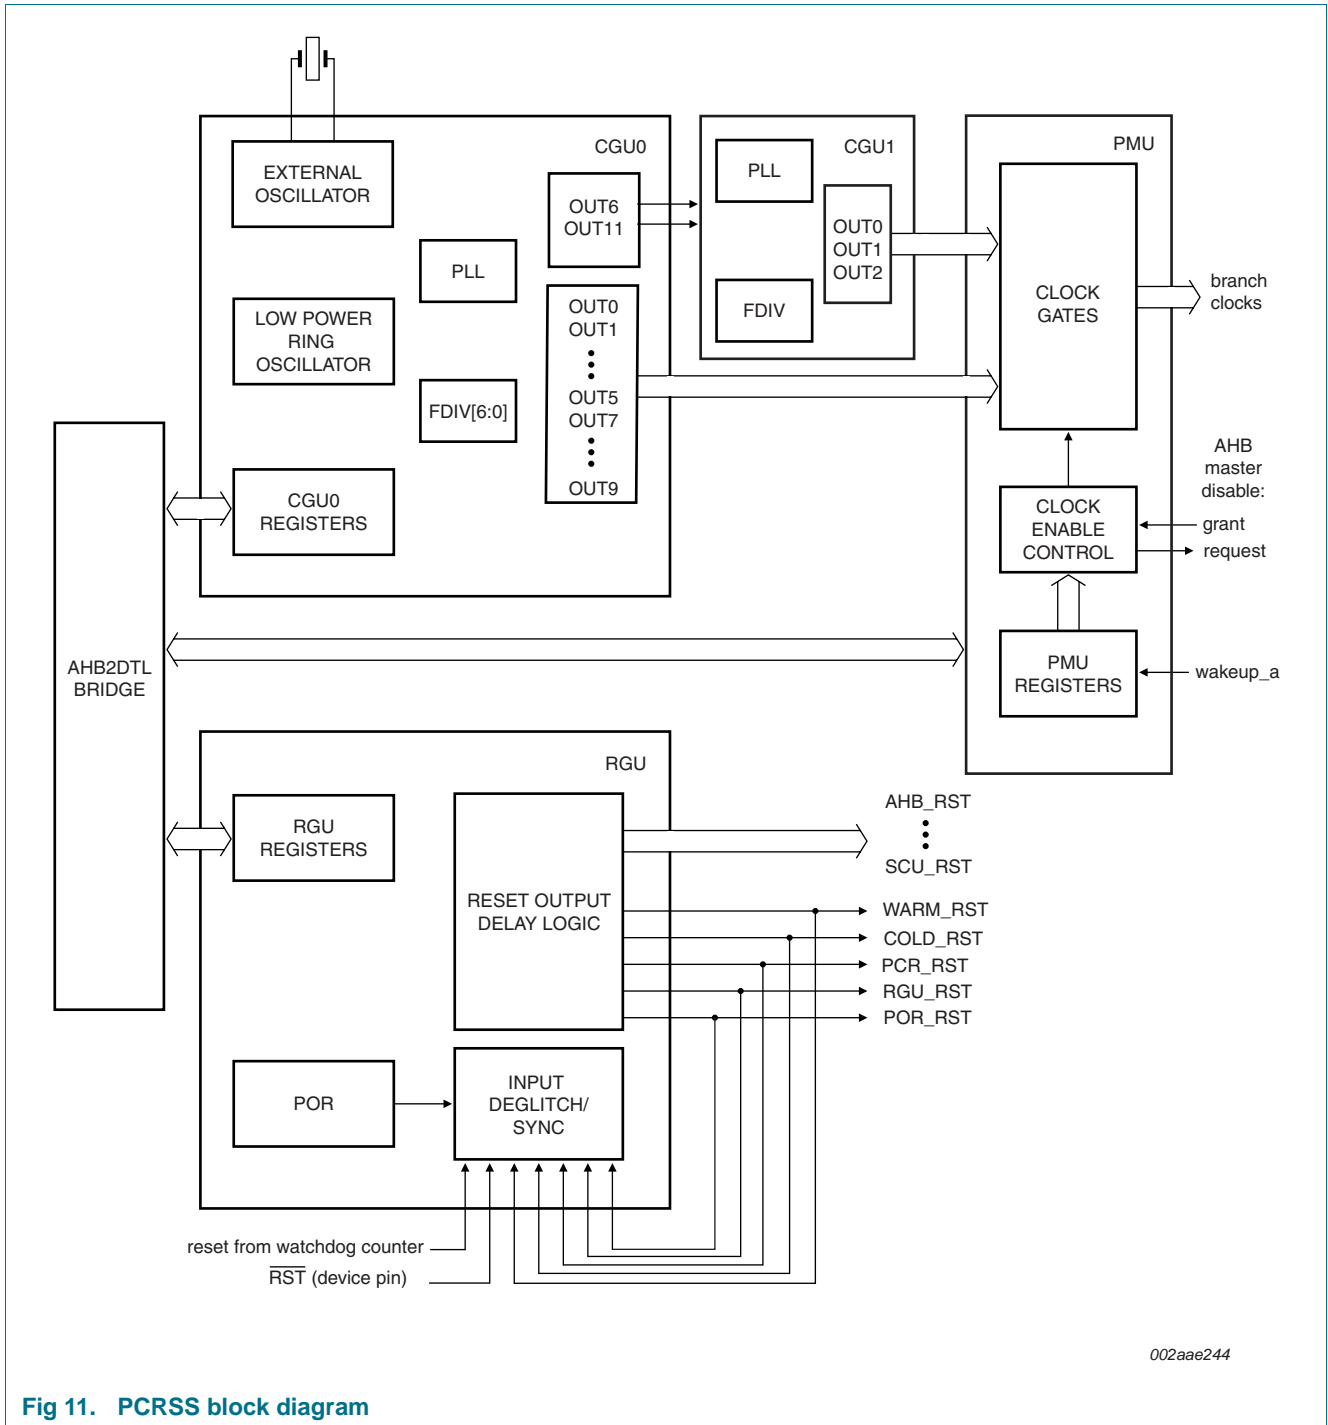 CGU0
EXTERNAL
OSCILLATOR
LOW POWER
RING
OSCILLATOR
CGU0
REGISTERS
PLL
FDIV[6:0]
OUT6
OUT11
OUT0
OUT1
OUT5
OUT7
OUT9
CGU1
PLL
FDIV
OUT0
OUT1
OUT2
PMU
CLOCK
GATES
branch
clocks
AHB
master
disable:
grant
request
CLOCK
ENABLE
CONTROL
PMU
REGISTERS
wakeup_a
AHB2DTL
BRIDGE
RGU
RGU
REGISTERS
RESET OUTPUT
DELAY LOGIC
AHB_RST
SCU_RST
WARM_RST
COLD_RST
PCR_RST
RGU_RST
POR_RST
POR
INPUT
DEGLITCH/
SYNC
reset from watchdog counter
RST (device pin)
002aae244
Fig 11. PCRSS block diagram